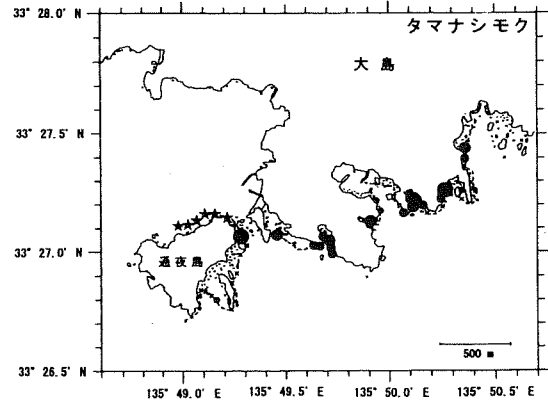 33° 28.0' N
タマナシモク
大島
33° 27.5' N
33° 27.0' N
通夜島
500 m
33° 26.5' N
135° 49.0' E
135° 49.5' E
135° 50.0' E
135° 50.5' E